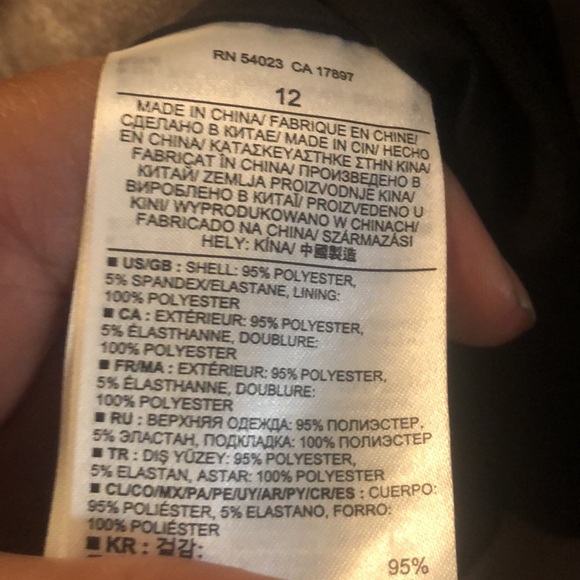 RN 54023 CA 17897
12
MADE IN CHINA/ FABRIQUE EN CHINE/
СДЕЛАНО В КИТАЕ/ MADE IN CIN/ HECHO
EN CHINA/ ΚΑΤΑΣΚΕΥΑΣΤΗΚΕ ΣΤΗΝ ΚΙΝΑ/
FABRICAT ÎN CHINA/ ПРОИЗВЕДЕНО В
КИТАЙ/ ZEMLJA PROIZVODNJE KINA/
ВИРОБЛЕНО В КИТАЇ/ PROIZVEDENO U
KINI/ WYPRODUKOWANO W CHINACH/
FABRICADO NA CHINA/ SZÁRMAZÁSI
HELY: KÍNA/ 中國製造
■ US/GB : SHELL: 95% POLYESTER,
5% SPANDEX/ELASTANE, LINING:
100% POLYESTER
■ CA : EXTÉRIEUR: 95% POLYESTER,
5% ÉLASTHANNE, DOUBLURE:
100% POLYESTER
■ FR/MA : EXTÉRIEUR: 95% POLYESTER,
5% ÉLASTHANNE, DOUBLURE:
100% POLYESTER
■ RU : ВЕРХНЯЯ ОДЕЖДА: 95% ПОЛИЭСТЕР,
5% ЭЛАСТАН, ПОДКЛАДКА: 100% ПОЛИЭСТЕР
■ TR : DIŞ YÜZEY: 95% POLYESTER,
5% ELASTAN, ASTAR: 100% POLYESTER
■ CL/CO/MX/PA/PE/UY/AR/PY/CR/ES : CUERPO:
95% POLIÉSTER, 5% ELASTANO, FORRO:
100% POLIÉSTER
■ KR : 겉감:
95%